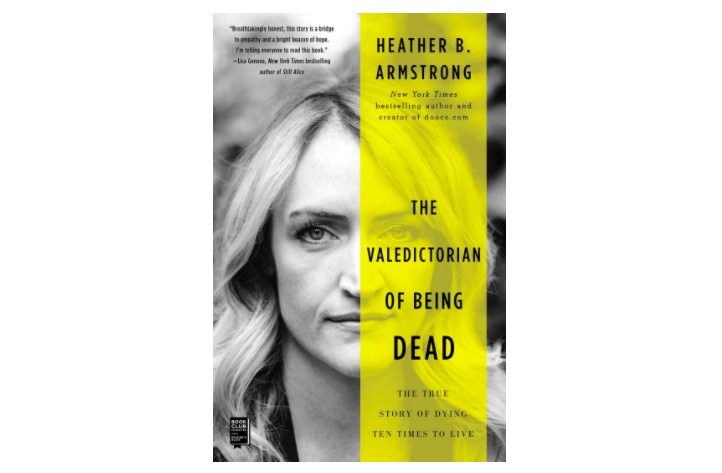 "Breathtakingly honest, this story is a bridge
to empathy and a bright beacon of hope.
I'm telling everyone to read this book."
—Lisa Genova, New York Times bestselling
author of Still Alice
HEATHER B.
ARMSTRONG
New York Times
bestselling author and
creator of dooce.com
THE
VALEDICTORIAN
OF BEING
DEAD
THE TRUE
STORY OF DYING
TEN TIMES TO LIVE
BOOK
CLUB